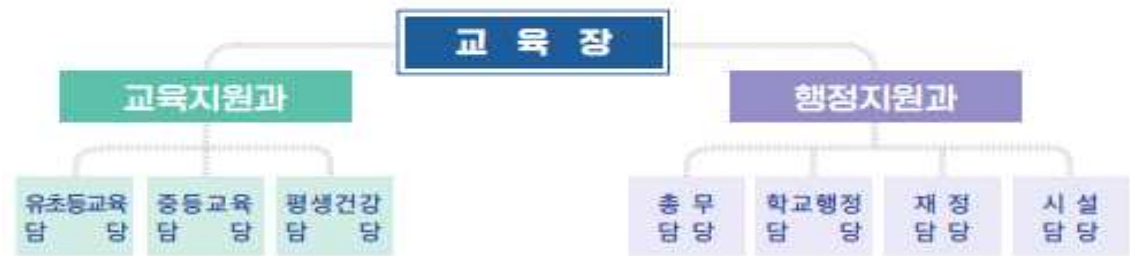 교 육 장
교육지원과
행정지원과
유초등교육
담 당
중등교육
담 당
평생건강
담 당
총 무
담 당
학교행정
담 당
재 정
담 당
시 설
담 당